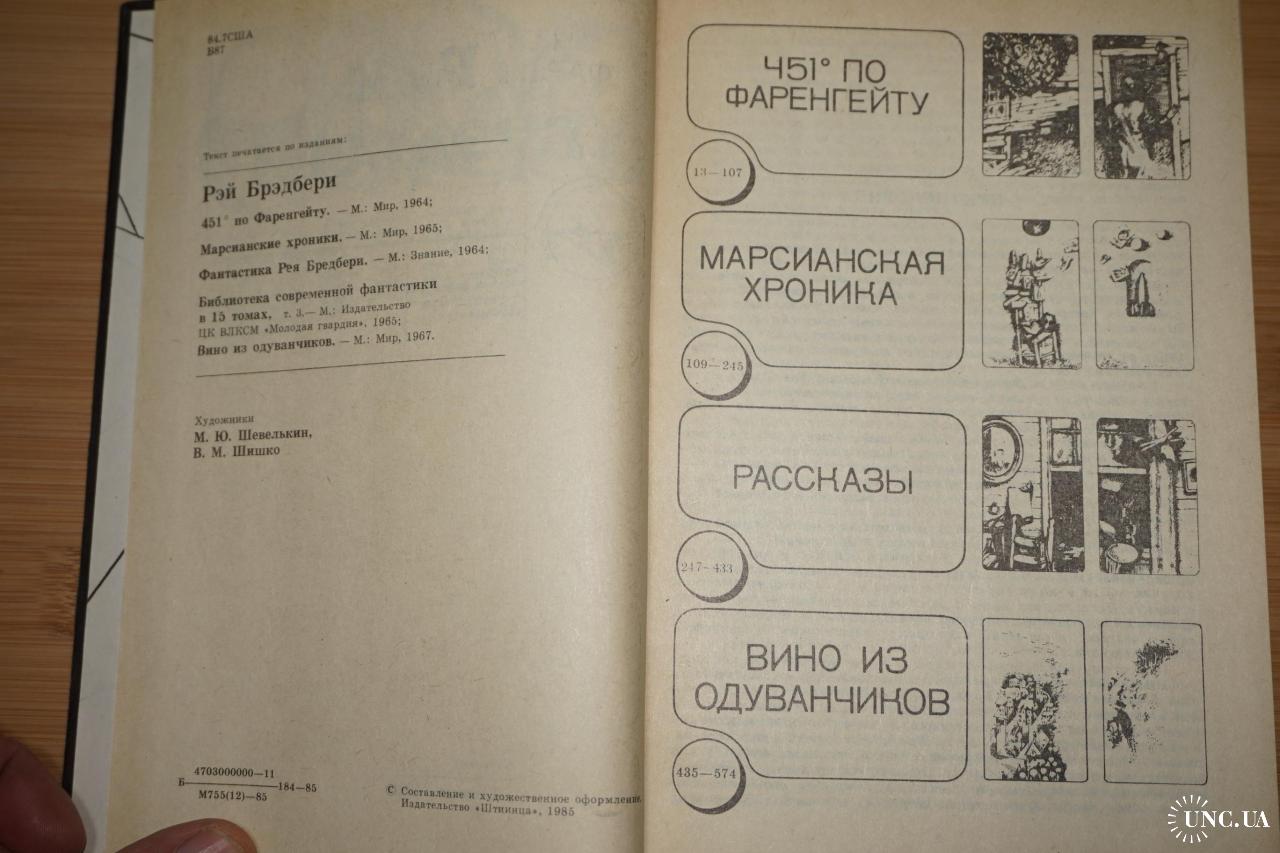 84.7США
Б87
Текст печатается по изданиям:
Рэй Брэдбери
451° по Фаренгейту. — М.: Мир, 1964;
Марсианские хроники. — М.: Мир, 1965;
Фантастика Рея Бредбери. — М.: Знание, 1964;
Библиотека современной фантастики
в 15 томах, т. 3.— М.: Издательство
ЦК ВЛКСМ «Молодая гвардия», 1965;
Вино из одуванчиков. — М.: Мир, 1967.
Художники
М. Ю. Шевелькин,
В. М. Шишко
4703000000—11
Б————184—85
М755(12)—85
© Составление и художественное оформление.
Издательство «Штиинца», 1985
451° ПО
ФАРЕНГЕЙТУ
13—107
МАРСИАНСКАЯ
ХРОНИКА
109—245
РАССКАЗЫ
247—433
ВИНО ИЗ
ОДУВАНЧИКОВ
435—574
UNC.UA